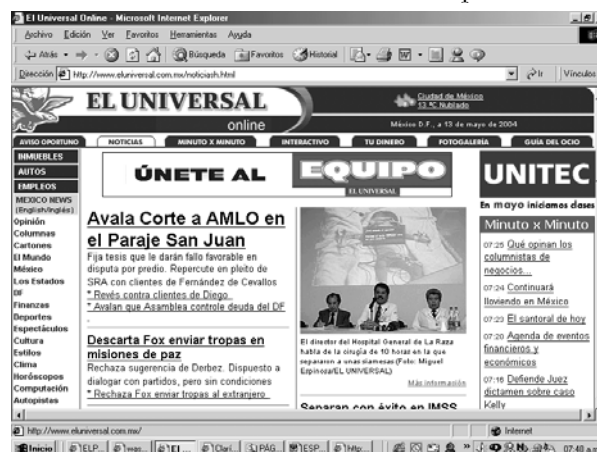 El Universal Online - Microsoft Internet Explorer
Archivo Edición Ver Favoritos Herramientas Ayuda
Atrás Búsqueda Favoritos Historial
Dirección http://www.eluniversal.com.mx/noticiash.html Ir Vínculos
EL UNIVERSAL
online
Ciudad de México
13 ºC Nublado
México D.F., a 13 de mayo de 2004
AVISO OPORTUNO NOTICIAS MINUTO X MINUTO INTERACTIVO TU DINERO FOTOGALERÍA GUÍA DEL OCIO
INMUEBLES
AUTOS
EMPLEOS
MEXICO NEWS
(English/Inglés)
Opinión
Columnas
Cartones
El Mundo
México
Los Estados
DF
Finanzas
Deportes
Espectáculos
Cultura
Estilos
Clima
Horóscopos
Computación
Autopistas
ÚNETE AL EQUIPO
EL UNIVERSAL
Avala Corte a AMLO en
el Paraje San Juan
Fija tesis que le darán fallo favorable en
disputa por predio. Repercute en pleito de
SRA con clientes de Fernández de Cevallos
* Revés contra clientes de Diego
* Avalan que Asamblea controle deuda del DF
Descarta Fox enviar tropas en
misiones de paz
Rechaza sugerencia de Derbez. Dispuesto a
dialogar con partidos, pero sin condiciones
* Rechaza Fox enviar tropas al extranjero
El director del Hospital General de La Raza
habla de la cirugía de 10 horas en la que
separaron a unas siamesas (Foto: Miguel
Espinoza/EL UNIVERSAL)
Más información
Separan con éxito en IMSS
UNITEC
En mayo iniciamos clases
Minuto x Minuto
07:25 Qué opinan los
columnistas de
negocios...
07:24 Continuará
lloviendo en México
07:23 El santoral de hoy
07:20 Agenda de eventos
financieros y
económicos
07:16 Defiende Juez
dictamen sobre caso
Kelly
http://www.eluniversal.com.mx/ Internet
Inicio ELP... mas... El... Clari... PÁG... ESP... http... 07:40 a.m.